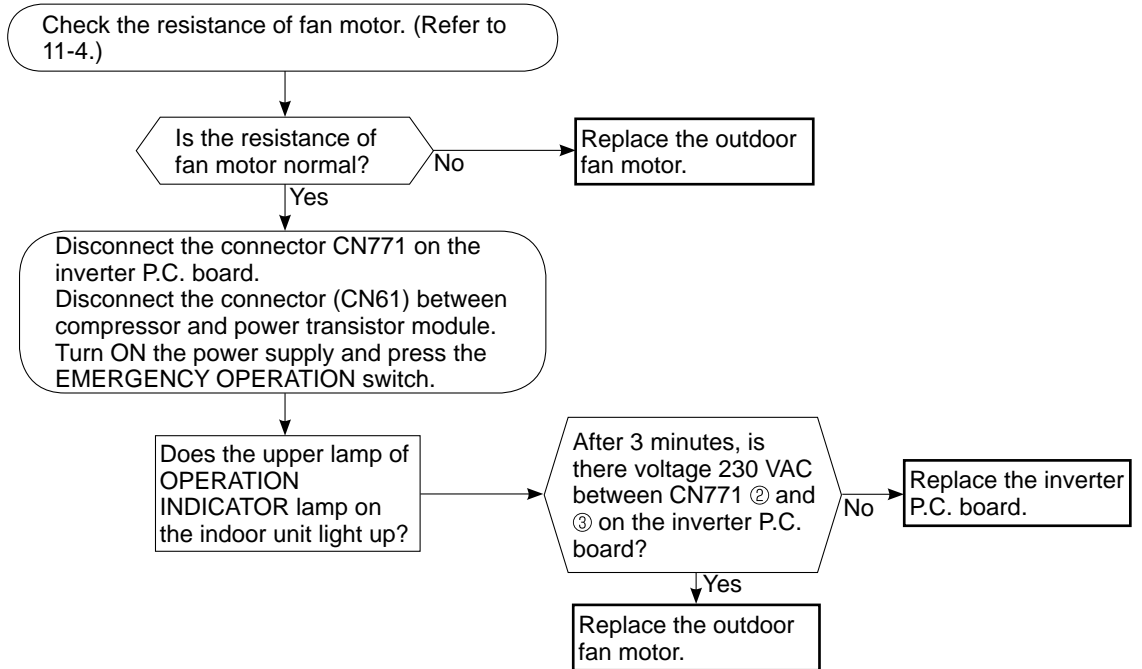 Check the resistance of fan motor. (Refer to
11-4.)
Is the resistance of
fan motor normal?
No
Replace the outdoor
fan motor.
Yes
Disconnect the connector CN771 on the
inverter P.C. board.
Disconnect the connector (CN61) between
compressor and power transistor module.
Turn ON the power supply and press the
EMERGENCY OPERATION switch.
Does the upper lamp of
OPERATION
INDICATOR lamp on
the indoor unit light up?
After 3 minutes, is
there voltage 230 VAC
between CN771 ② and
③ on the inverter P.C.
board?
No
Replace the inverter
P.C. board.
Yes
Replace the outdoor
fan motor.